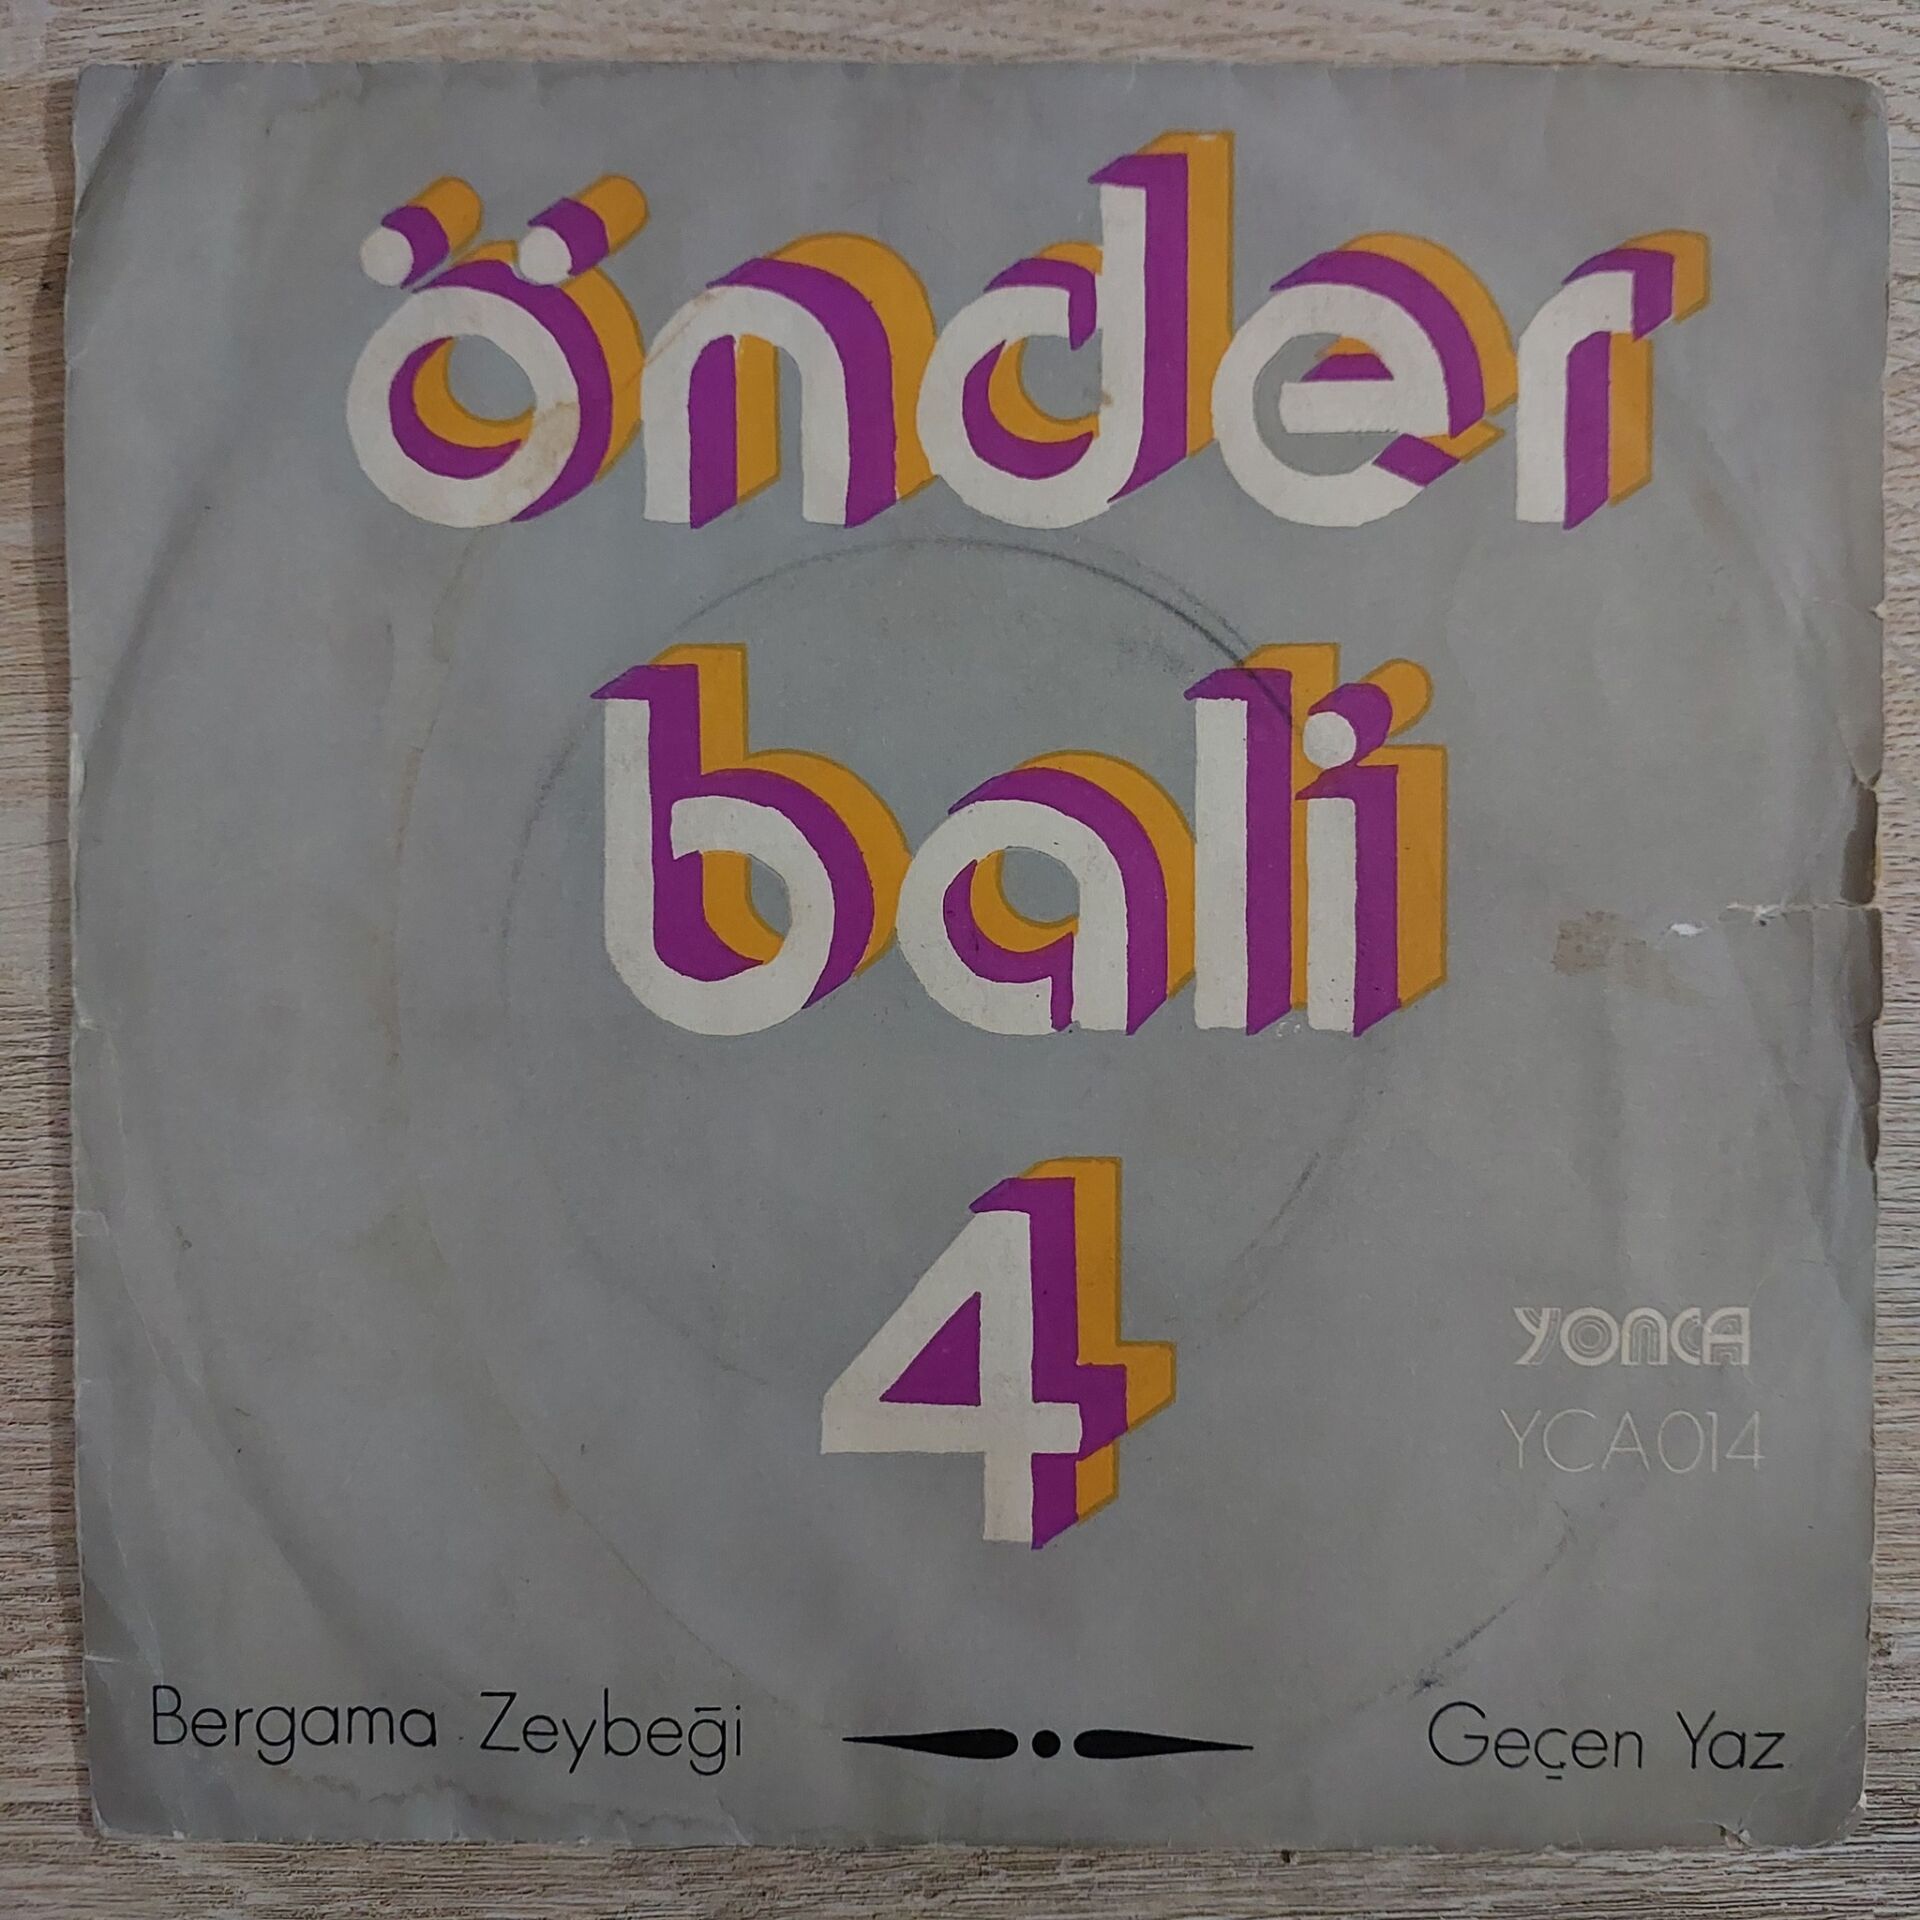 önder
bali
4
YONCA
YCA014
Bergama Zeybeği
Geçen Yaz